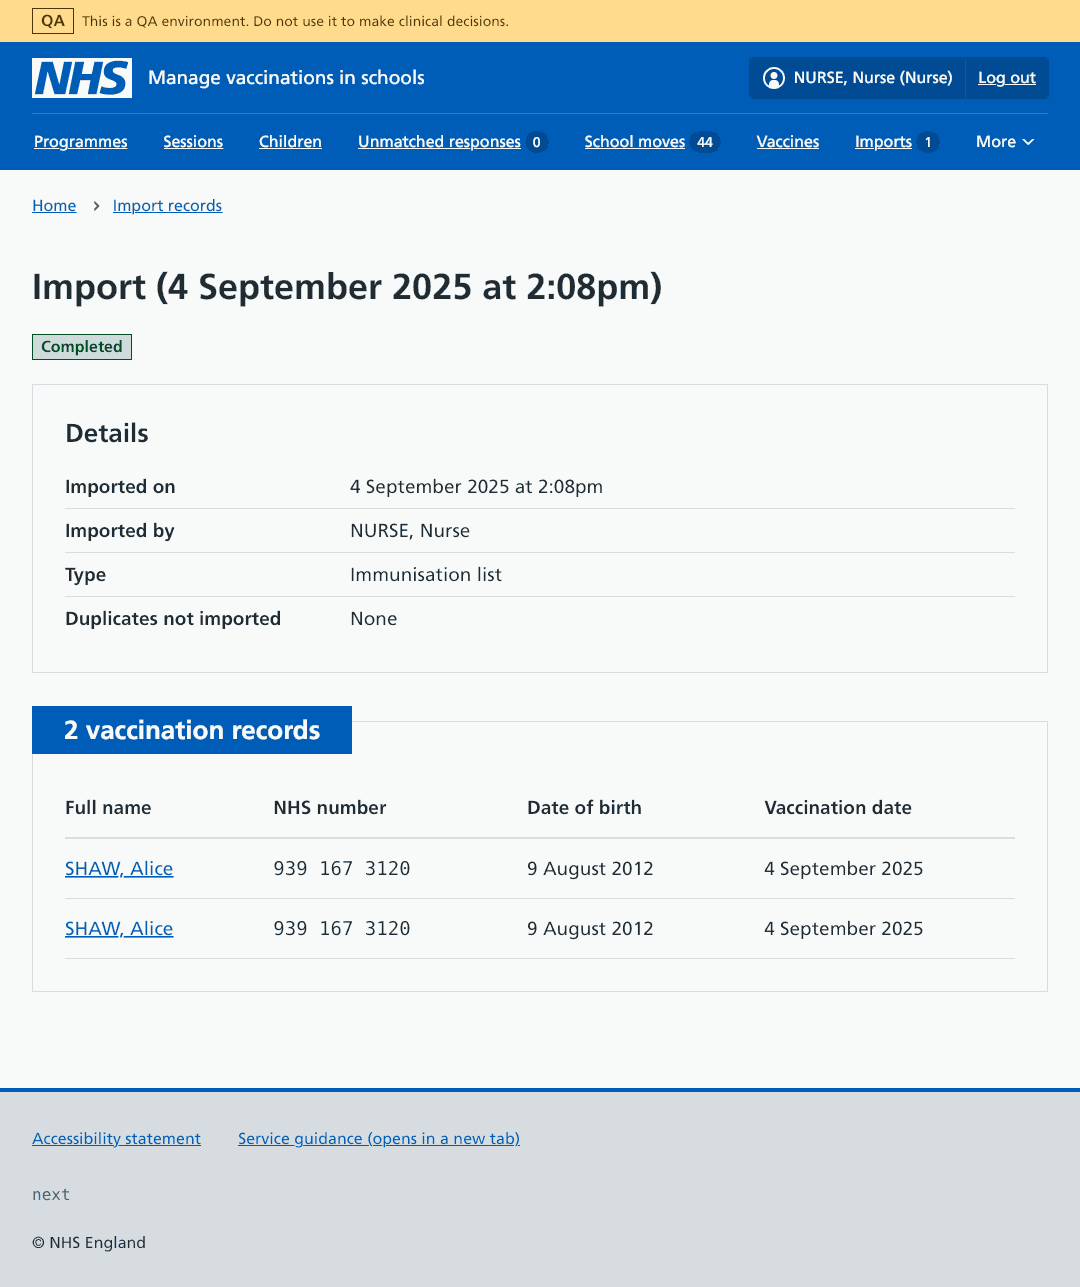 QA This is a QA environment. Do not use it to make clinical decisions.
NHS Manage vaccinations in schools NURSE, Nurse (Nurse) Log out
Programmes Sessions Children Unmatched responses 0 School moves 44 Vaccines Imports 1 More
Home Import records
Import (4 September 2025 at 2:08pm)
Completed
Details
Imported on 4 September 2025 at 2:08pm
Imported by NURSE, Nurse
Type Immunisation list
Duplicates not imported None
2 vaccination records
Full name NHS number Date of birth Vaccination date
SHAW, Alice 939 167 3120 9 August 2012 4 September 2025
SHAW, Alice 939 167 3120 9 August 2012 4 September 2025
Accessibility statement Service guidance (opens in a new tab)
next
© NHS England